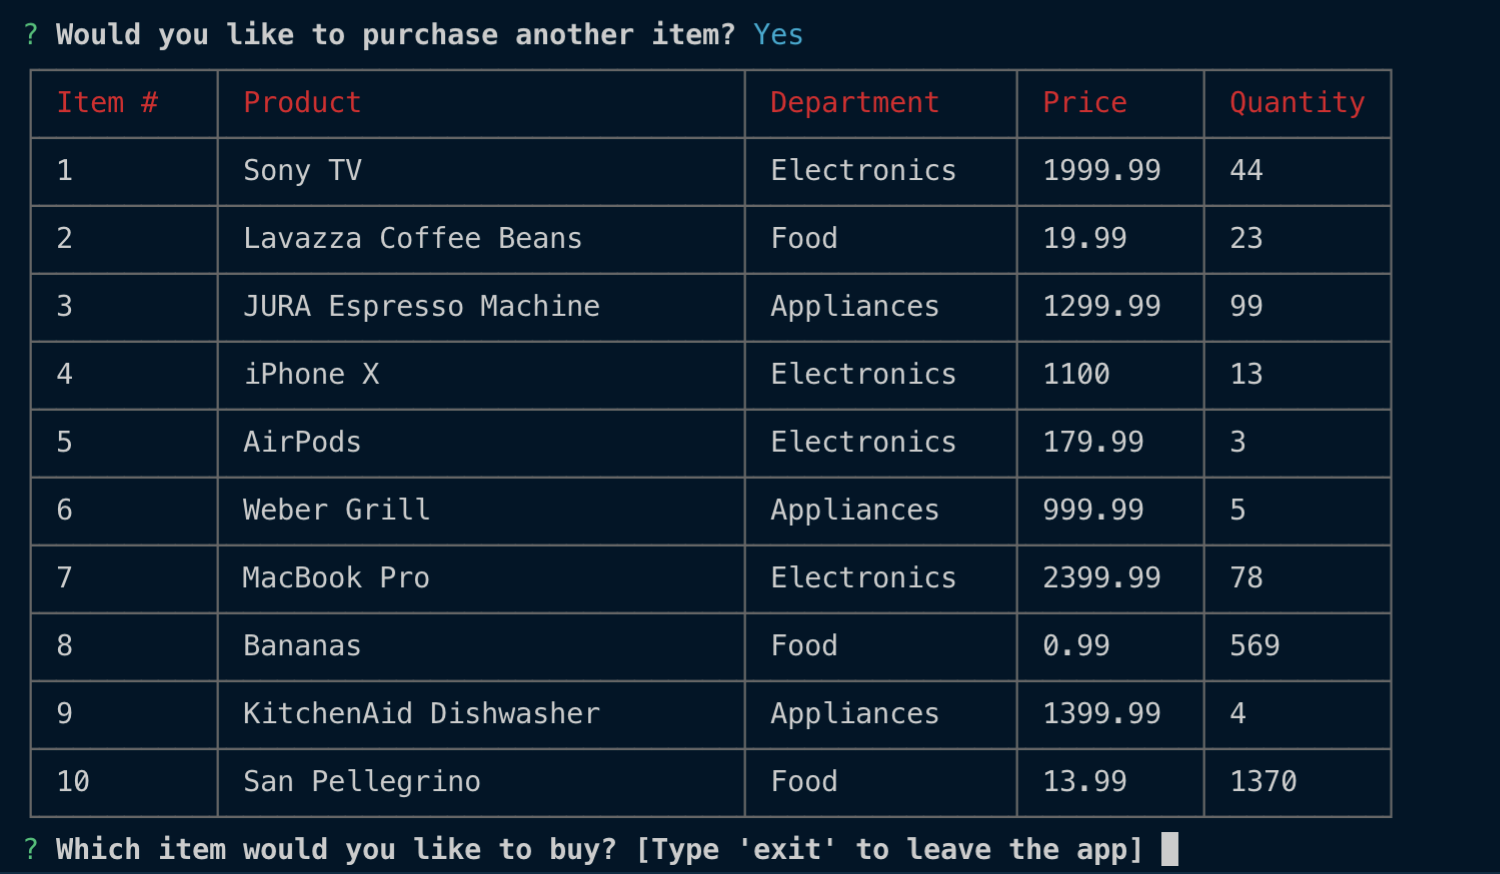 ? Would you like to purchase another item? Yes
Item # Product Department Price Quantity
1 Sony TV Electronics 1999.99 44
2 Lavazza Coffee Beans Food 19.99 23
3 JURA Espresso Machine Appliances 1299.99 99
4 iPhone X Electronics 1100 13
5 AirPods Electronics 179.99 3
6 Weber Grill Appliances 999.99 5
7 MacBook Pro Electronics 2399.99 78
8 Bananas Food 0.99 569
9 KitchenAid Dishwasher Appliances 1399.99 4
10 San Pellegrino Food 13.99 1370
? Which item would you like to buy? [Type 'exit' to leave the app]